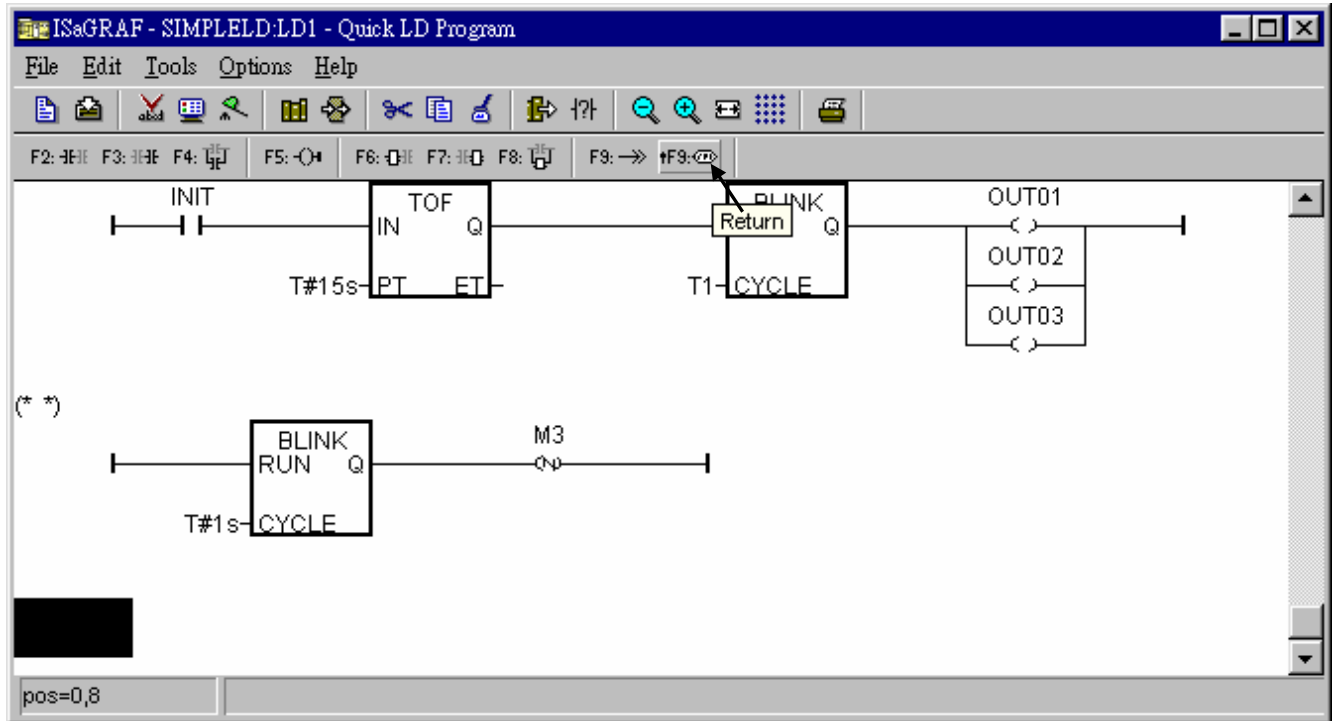 ISaGRAF - SIMPLELD:LD1 - Quick LD Program
File Edit Tools Options Help
F2: F3: F4: F5: F6: F7: F8: F9: F9:
INIT TOF BLINK OUT01
IN Q Return Q
OUT02
T#15s PT ET T1 CYCLE
OUT03
(* *)
BLINK M3
RUN Q N
T#1s CYCLE
pos=0,8